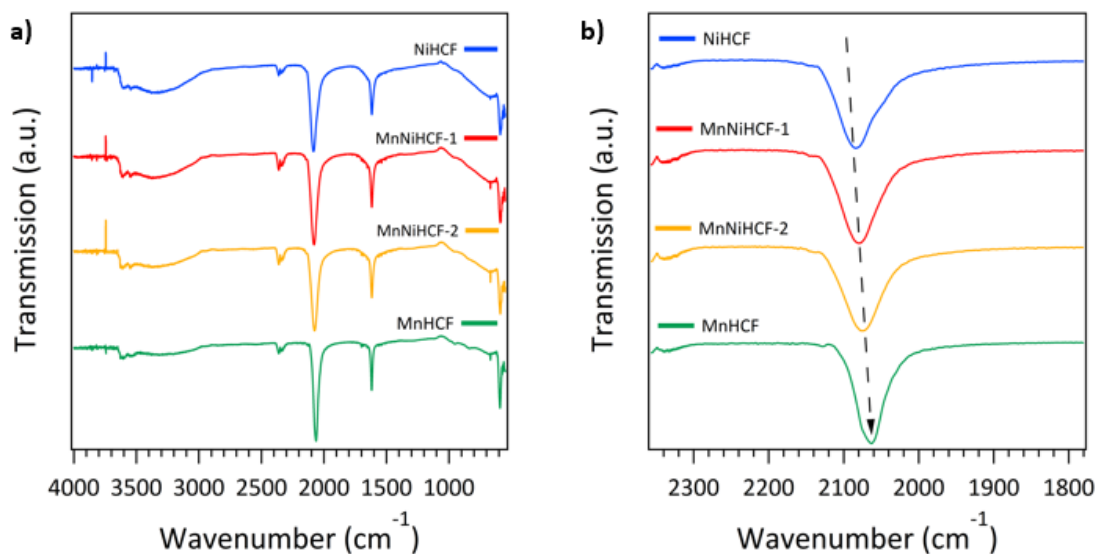 a)
NiHCF
MnNiHCF-1
MnNiHCF-2
MnHCF
Transmission (a.u.)
4000 3500 3000 2500 2000 1500 1000
Wavenumber (cm⁻¹)
b)
NiHCF
MnNiHCF-1
MnNiHCF-2
MnHCF
Transmission (a.u.)
2300 2200 2100 2000 1900 1800
Wavenumber (cm⁻¹)